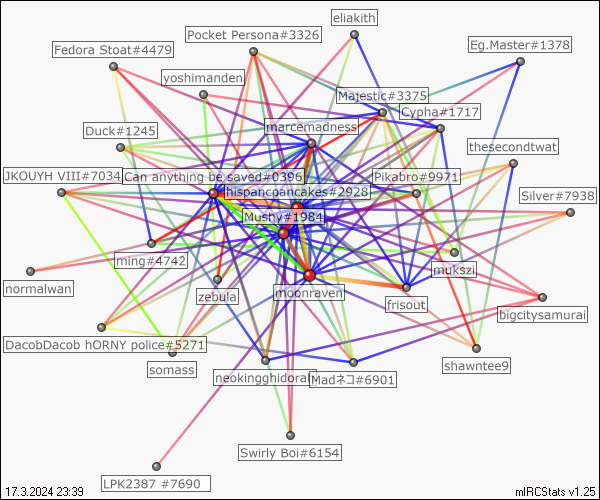 eliakith
Pocket Persona#3326
Eg.Master#1378
Fedora Stoat#4479
yoshimanden
Majestic#3375
Cypha#1717
marcemadness
Duck#1245
thesecondtwat
JKOUYH VIII#7034
Can anything be saved#0396
Pikabro#9971
hispanopancakes#2928
Silver#7938
Mushy#1984
ming#4742
mukszi
normalwan
zebula
moonraven
frisout
bigcitysamurai
DacobDacob hORNY police#5271
somass
shawntee9
neokingghidorah
Madネコ#6901
Swirly Boi#6154
LPK2387 #7690
17.3.2024 23:39
mIRCStats v1.25